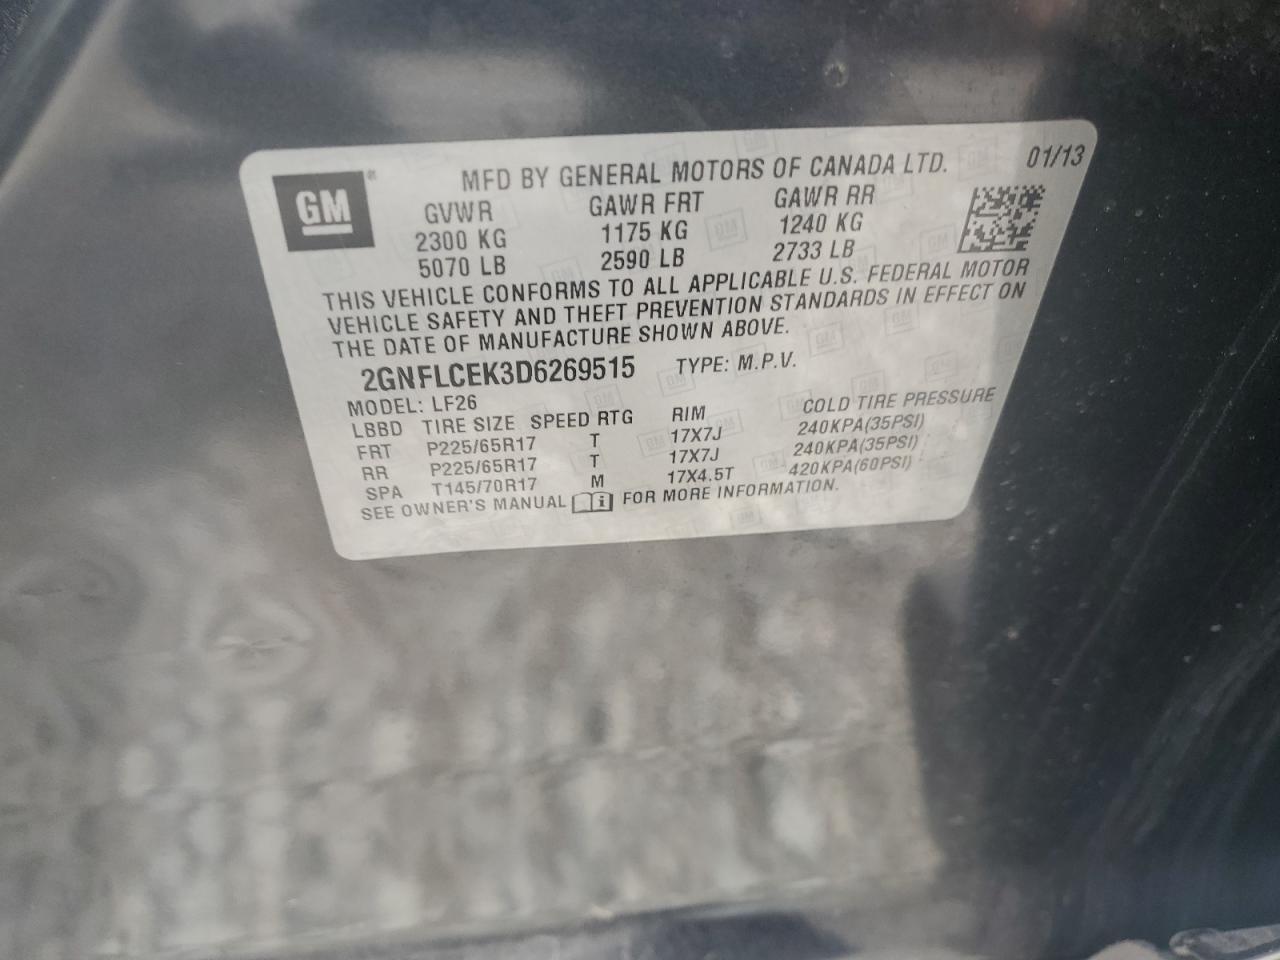 GM
MFD BY GENERAL MOTORS OF CANADA LTD. 01/13
GVWR GAWR FRT GAWR RR
2300 KG 1175 KG 1240 KG
5070 LB 2590 LB 2733 LB
THIS VEHICLE CONFORMS TO ALL APPLICABLE U.S. FEDERAL MOTOR
VEHICLE SAFETY AND THEFT PREVENTION STANDARDS IN EFFECT ON
THE DATE OF MANUFACTURE SHOWN ABOVE.
2GNFLCEK3D6269515 TYPE: M.P.V.
MODEL: LF26
LBBD TIRE SIZE SPEED RTG RIM COLD TIRE PRESSURE
FRT P225/65R17 T 17X7J 240KPA(35PSI)
RR P225/65R17 T 17X7J 240KPA(35PSI)
SPA T145/70R17 M 17X4.5T 420KPA(60PSI)
SEE OWNER'S MANUAL FOR MORE INFORMATION.